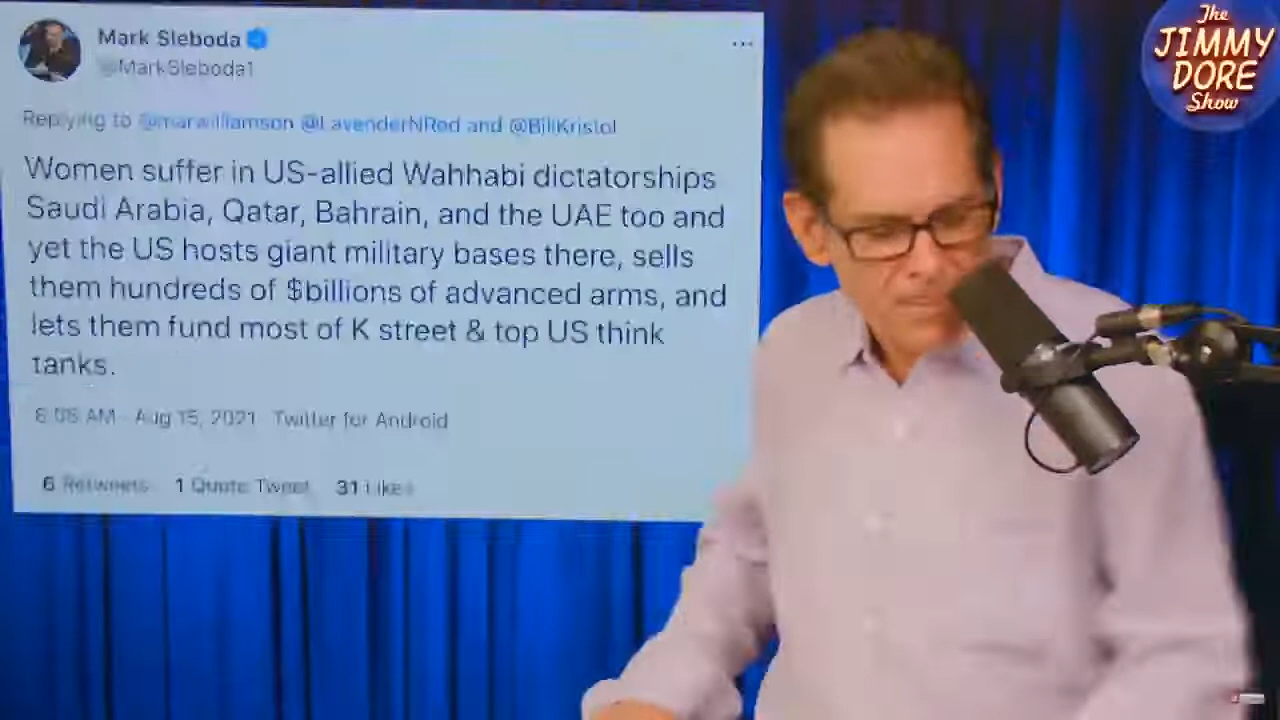 Mark Sleboda
@MarkSleboda1
Replying to @marwilliamson @LavenderNRed and @BillKristol
Women suffer in US-allied Wahhabi dictatorships
Saudi Arabia, Qatar, Bahrain, and the UAE too and
yet the US hosts giant military bases there, sells
them hundreds of $billions of advanced arms, and
lets them fund most of K street & top US think
tanks.
Aug 15, 2021 · Twitter for Android
6 Retweets 1 Quote Tweet 31 Likes
The
JIMMY
DORE
Show